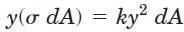 y(σ dA) = ky² dA